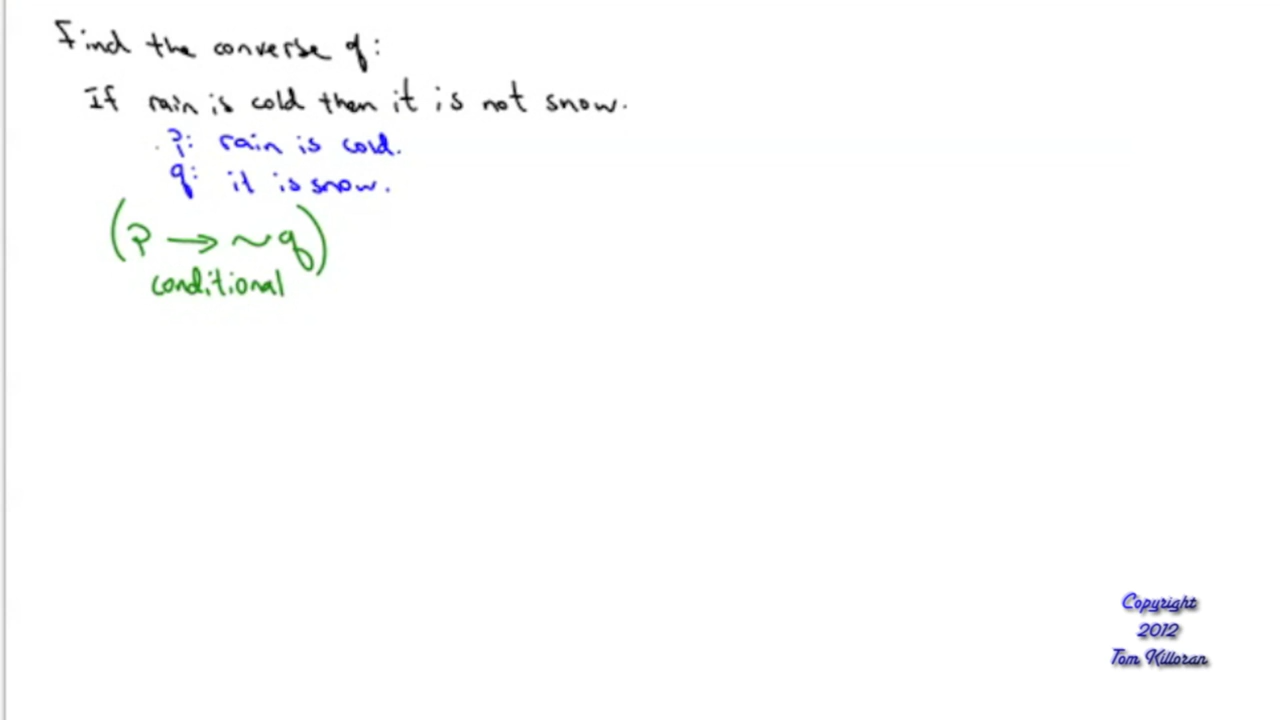 Find the converse of:
If rain is cold then it is not snow.
p: rain is cold.
q: it is snow.
(p → ~q)
conditional
Copyright
2012
Tom Killoran